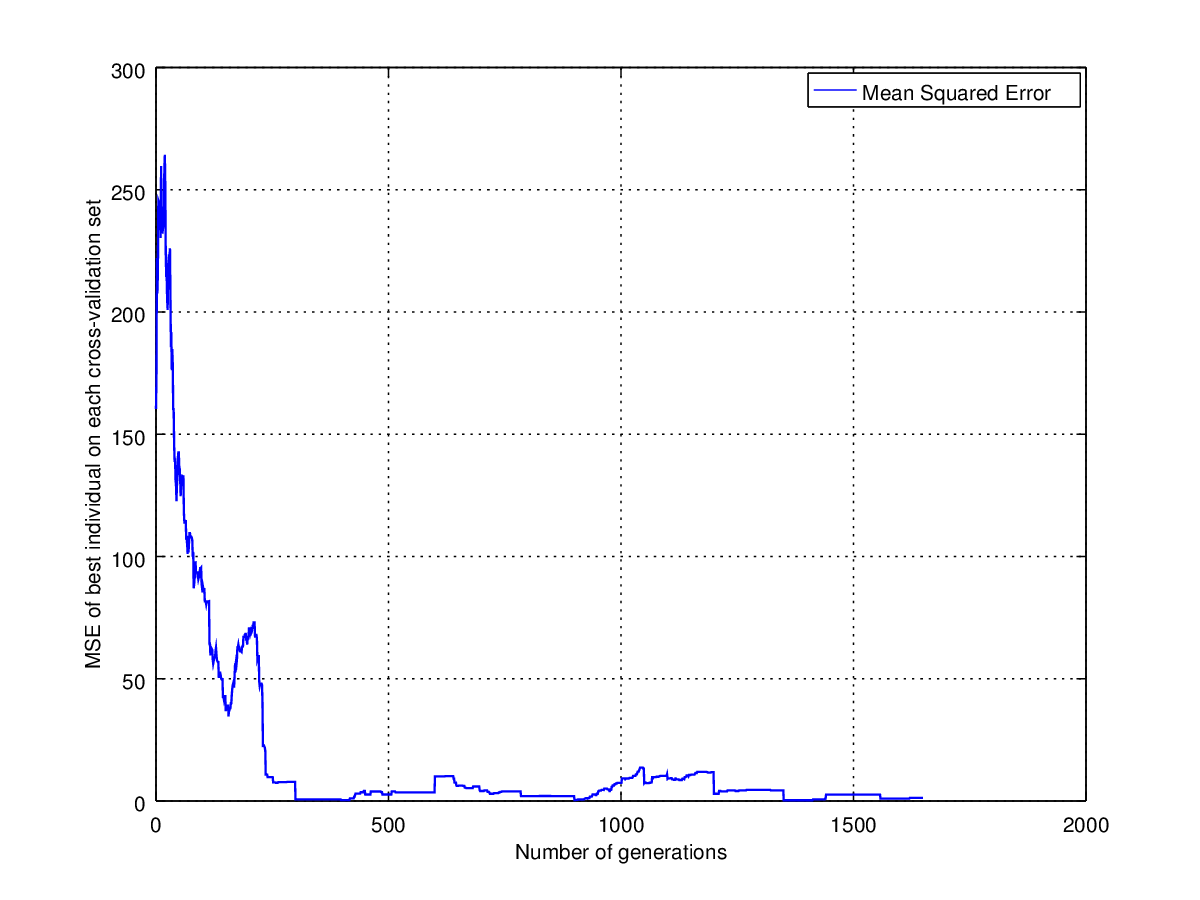 300
250
200
150
100
50
0
0 500 1000 1500 2000
Mean Squared Error
MSE of best individual on each cross-validation set
Number of generations